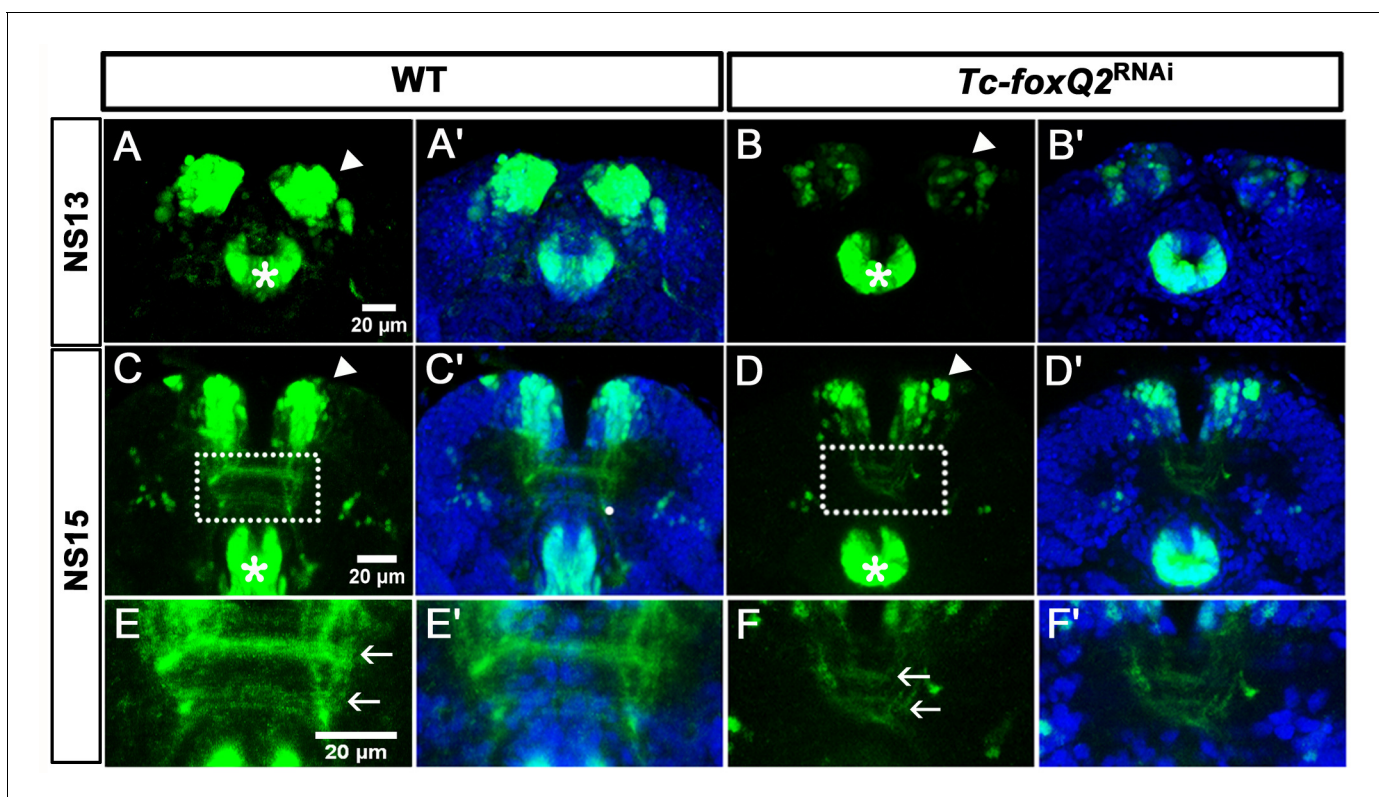 WT
Tc-foxQ2RNAi
NS13
A
A'
B
B'
20 µm
NS15
C
C'
D
D'
20 µm
E
E'
F
F'
20 µm